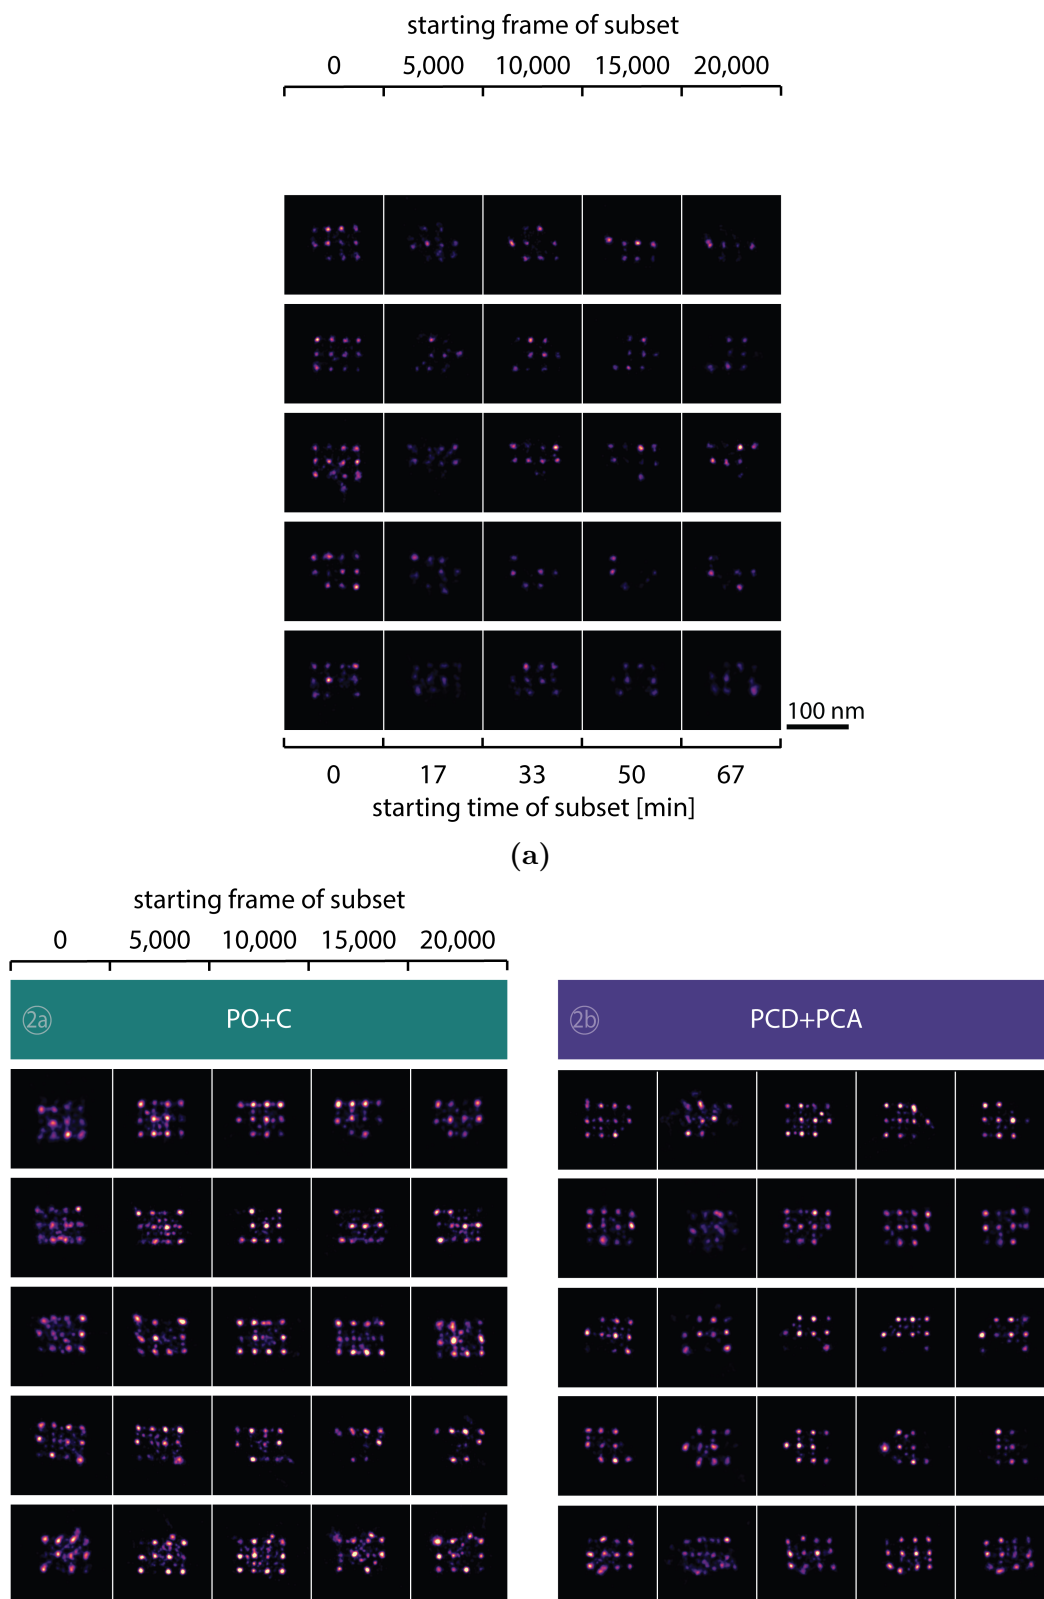 starting frame of subset
0 5,000 10,000 15,000 20,000
100 nm
0 17 33 50 67
starting time of subset [min]
(a)
starting frame of subset
0 5,000 10,000 15,000 20,000
2a PO+C
2b PCD+PCA